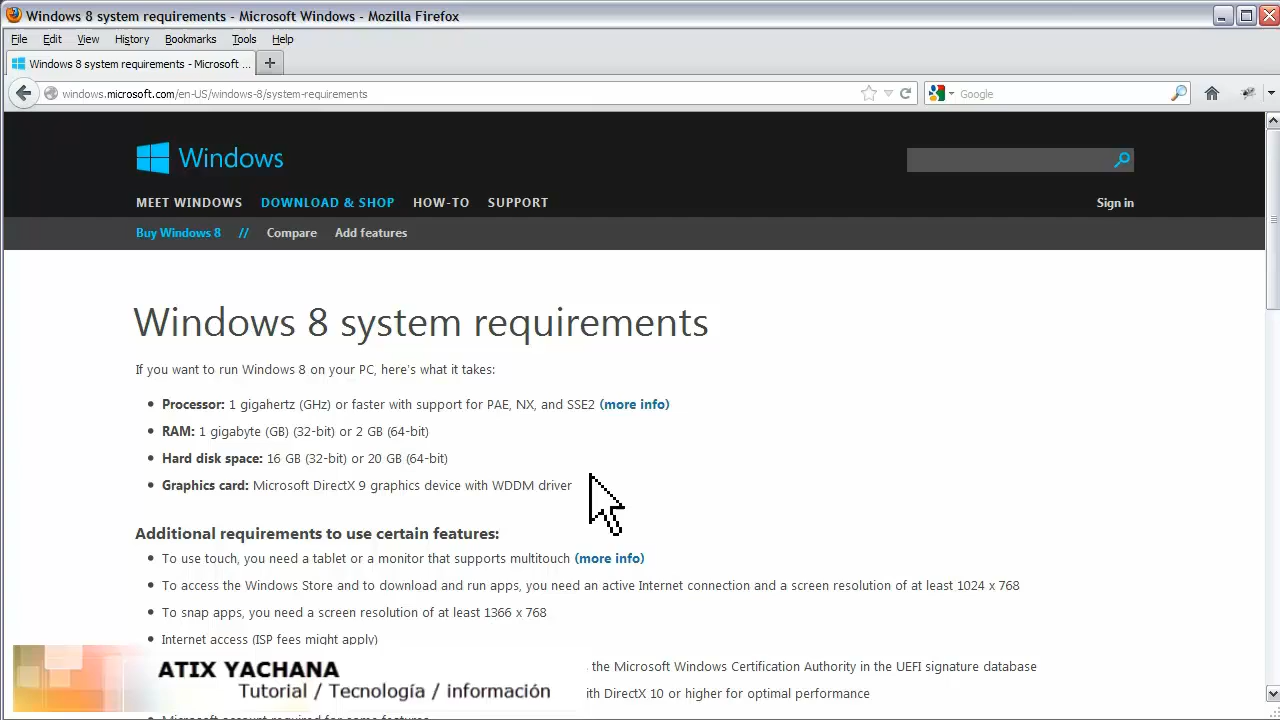 Windows 8 system requirements - Microsoft Windows - Mozilla Firefox
File Edit View History Bookmarks Tools Help
Windows 8 system requirements - Microsoft ...
windows.microsoft.com/en-US/windows-8/system-requirements
Google
Windows
MEET WINDOWS DOWNLOAD & SHOP HOW-TO SUPPORT
Sign in
Buy Windows 8 // Compare Add features
Windows 8 system requirements
If you want to run Windows 8 on your PC, here's what it takes:
• Processor: 1 gigahertz (GHz) or faster with support for PAE, NX, and SSE2 (more info)
• RAM: 1 gigabyte (GB) (32-bit) or 2 GB (64-bit)
• Hard disk space: 16 GB (32-bit) or 20 GB (64-bit)
• Graphics card: Microsoft DirectX 9 graphics device with WDDM driver
Additional requirements to use certain features:
• To use touch, you need a tablet or a monitor that supports multitouch (more info)
• To access the Windows Store and to download and run apps, you need an active Internet connection and a screen resolution of at least 1024 x 768
• To snap apps, you need a screen resolution of at least 1366 x 768
• Internet access (ISP fees might apply)
the Microsoft Windows Certification Authority in the UEFI signature database
ith DirectX 10 or higher for optimal performance
Microsoft account required for some features
ATIX YACHANA
Tutorial / Tecnología / información